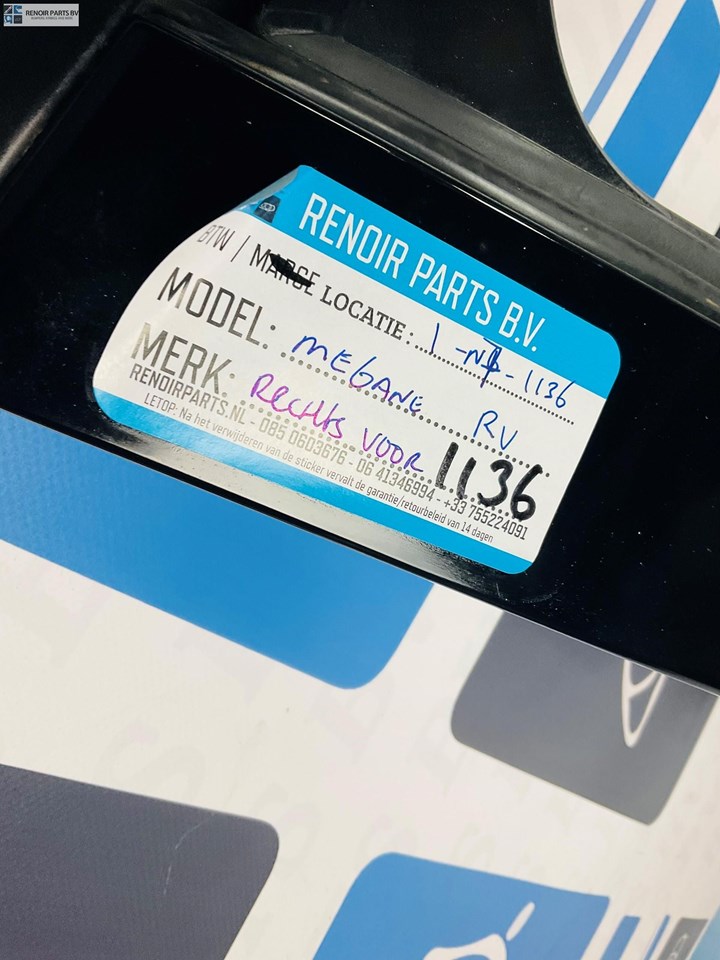 RENOIR PARTS BV
RENOIR PARTS B.V.
BTW / MARGE LOCATIE: 1-N7-1136
MODEL: MEGANE RV
MERK: Rechts VOOR 1136
RENOIRPARTS.NL - 085 0603676 - 06 41346994 - +33 755224091
LETOP: Na het verwijderen van de sticker vervalt de garantie/retourbeleid van 14 dagen